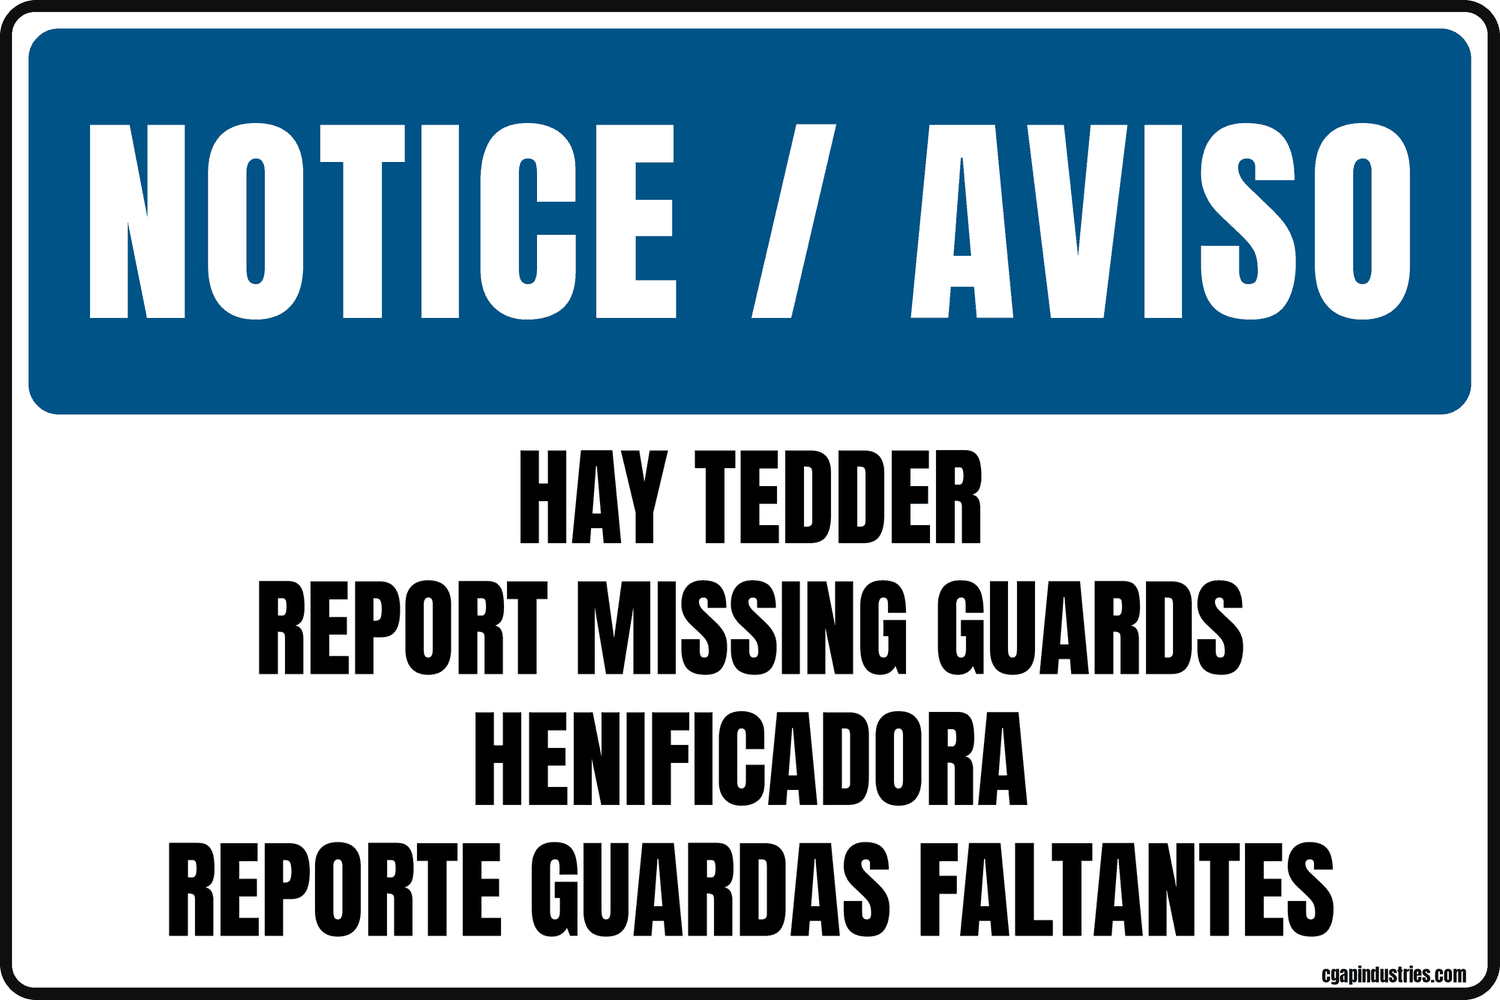 NOTICE / AVISO
HAY TEDDER
REPORT MISSING GUARDS
HENIFICADORA
REPORTE GUARDAS FALTANTES
cgapindustries.com